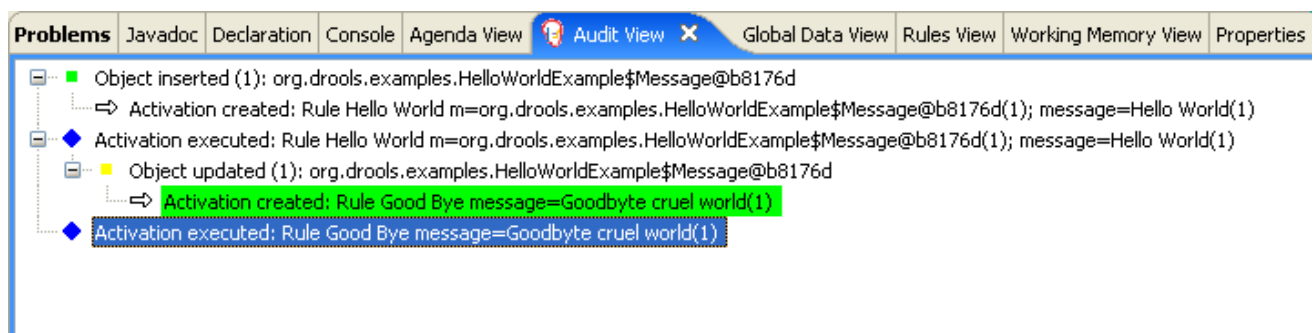 Problems Javadoc Declaration Console Agenda View Audit View Global Data View Rules View Working Memory View Properties
Object inserted (1): org.drools.examples.HelloWorldExample$Message@b8176d
Activation created: Rule Hello World m=org.drools.examples.HelloWorldExample$Message@b8176d(1); message=Hello World(1)
Activation executed: Rule Hello World m=org.drools.examples.HelloWorldExample$Message@b8176d(1); message=Hello World(1)
Object updated (1): org.drools.examples.HelloWorldExample$Message@b8176d
Activation created: Rule Good Bye message=Goodbyte cruel world(1)
Activation executed: Rule Good Bye message=Goodbyte cruel world(1)